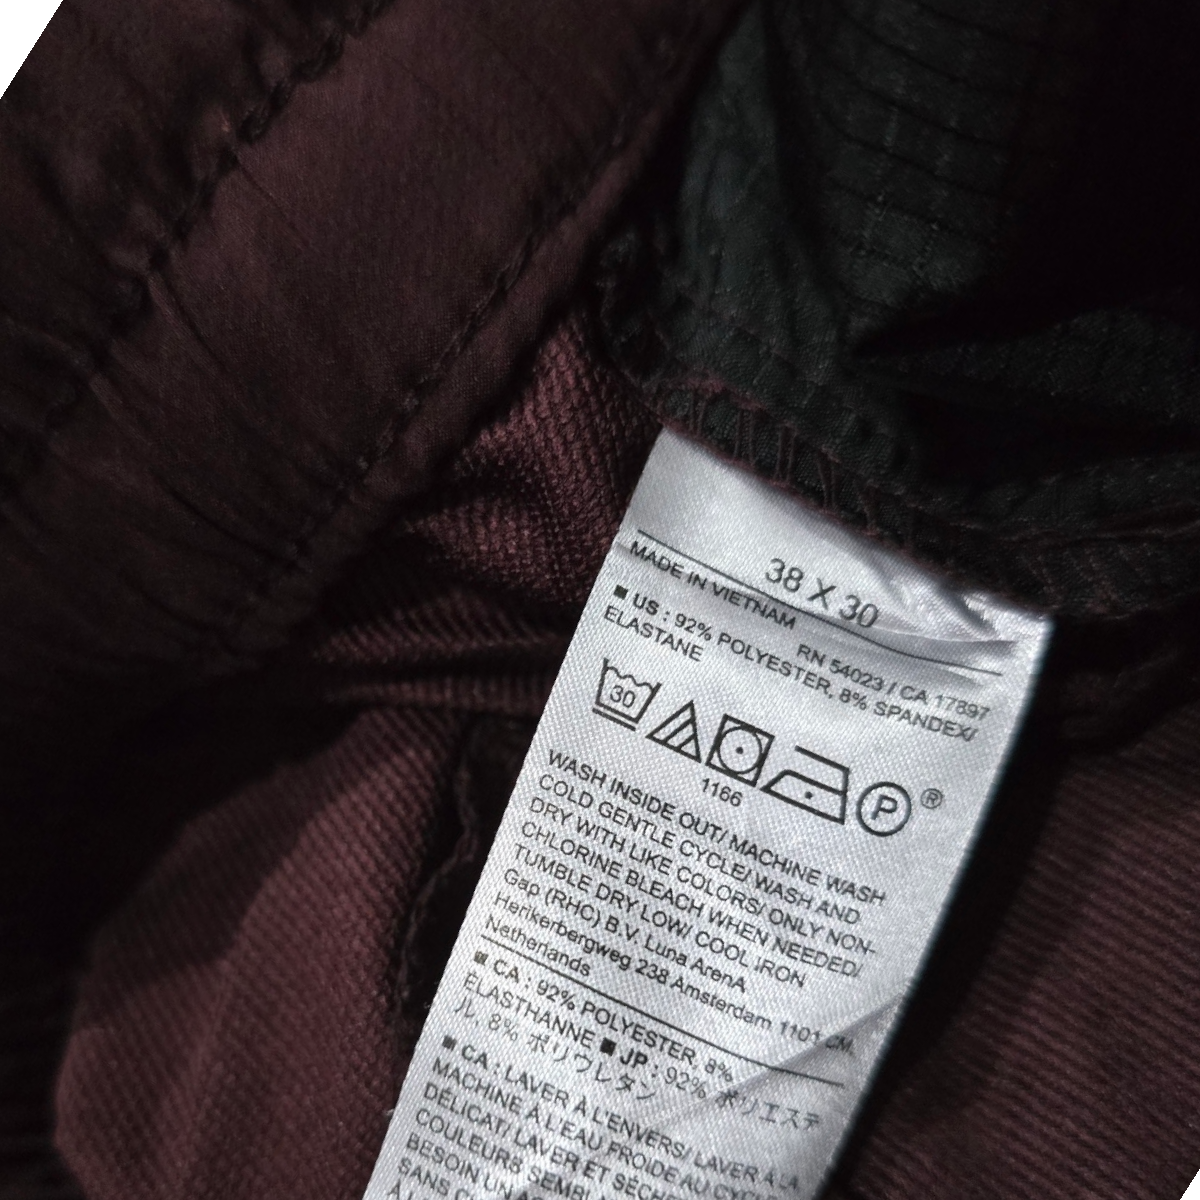 38 X 30
MADE IN VIETNAM
RN 54023 / CA 17897
■ US : 92% POLYESTER, 8% SPANDEX/
ELASTANE
30
P ®
1166
WASH INSIDE OUT/ MACHINE WASH
COLD GENTLE CYCLE/ WASH AND
DRY WITH LIKE COLORS/ ONLY NON-
CHLORINE BLEACH WHEN NEEDED/
TUMBLE DRY LOW/ COOL IRON
Gap (RHC) B.V. Luna ArenA
Herikerbergweg 238 Amsterdam 1101 CM,
Natherlands
■ CA : 92% POLYESTER, 8%
ELASTHANNE ■ JP : 92% ポリエステ
ル, 8% ポリウレタン
■ CA : LAVER À L'ENVERS/ LAVER À LA
MACHINE À L'EAU FROIDE AU CYCLE
DÉLICAT/ LAVER ET SÉCHER
COULEURS
BESOIN UN
SANS